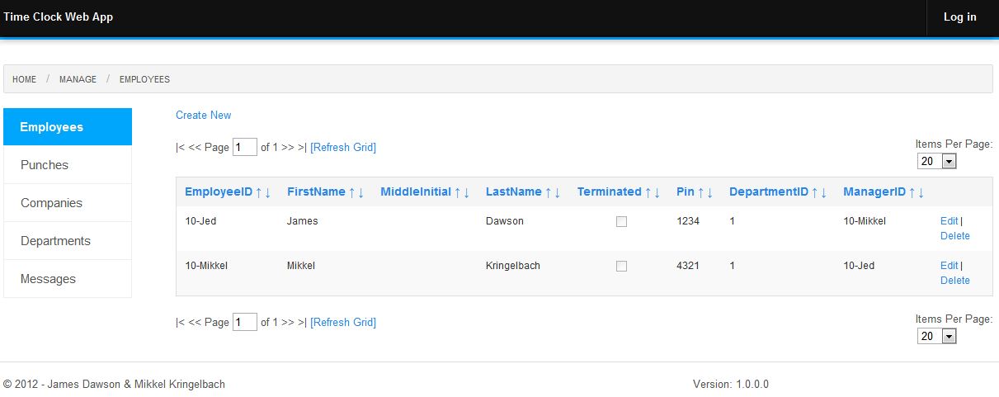 Time Clock Web App Log in
HOME / MANAGE / EMPLOYEES
Employees
Punches
Companies
Departments
Messages
Create New
|< << Page 1 of 1 >> >| [Refresh Grid]
Items Per Page:
20
EmployeeID ↑ ↓ FirstName ↑ ↓ MiddleInitial ↑ ↓ LastName ↑ ↓ Terminated ↑ ↓ Pin ↑ ↓ DepartmentID ↑ ↓ ManagerID ↑ ↓
10-Jed James Dawson 1234 1 10-Mikkel Edit |
Delete
10-Mikkel Mikkel Kringelbach 4321 1 10-Jed Edit |
Delete
|< << Page 1 of 1 >> >| [Refresh Grid]
Items Per Page:
20
© 2012 - James Dawson & Mikkel Kringelbach Version: 1.0.0.0